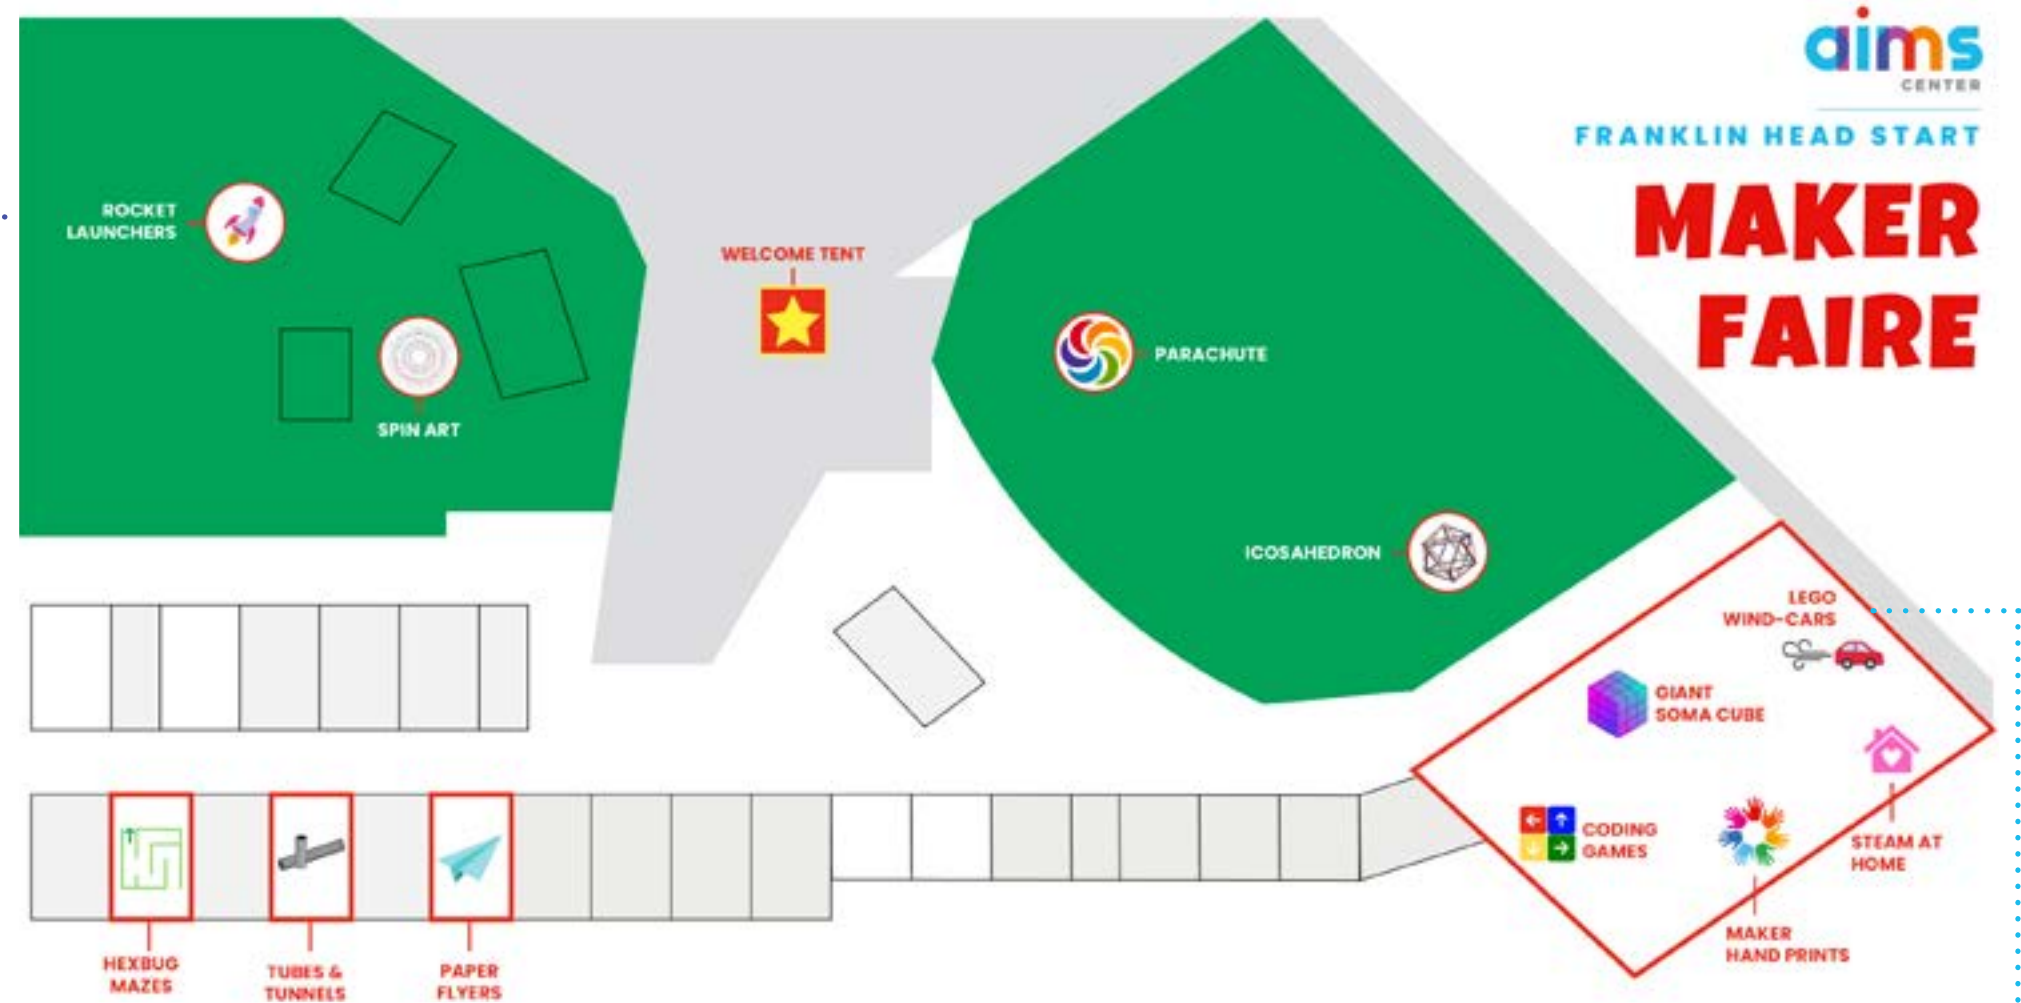 aims
CENTER
FRANKLIN HEAD START
MAKER
FAIRE
ROCKET
LAUNCHERS
WELCOME TENT
SPIN ART
PARACHUTE
ICOSAHEDRON
LEGO
WIND-CARS
GIANT
SOMA CUBE
CODING
GAMES
STEAM AT
HOME
MAKER
HAND PRINTS
HEXBUG
MAZES
TUBES &
TUNNELS
PAPER
FLYERS